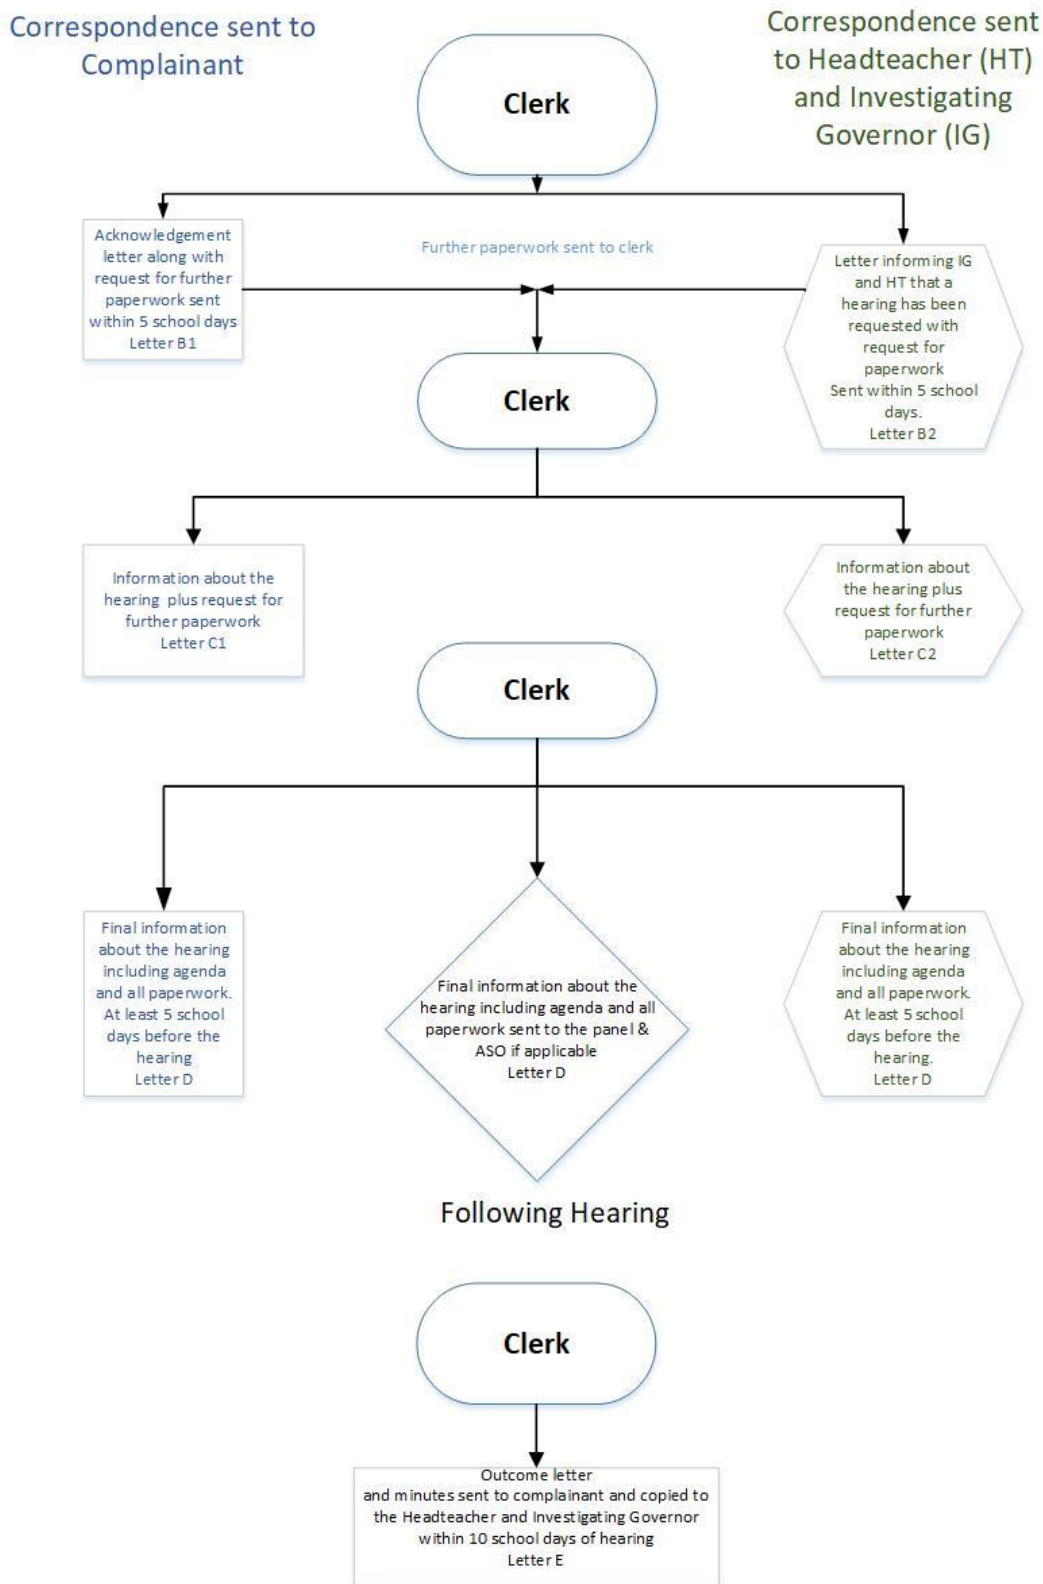 Correspondence sent to
Complainant
Correspondence sent
to Headteacher (HT)
and Investigating
Governor (IG)
Clerk
Acknowledgement
letter along with
request for further
paperwork sent
within 5 school days
Letter B1
Further paperwork sent to clerk
Letter informing IG
and HT that a
hearing has been
requested with
request for
paperwork
Sent within 5 school
days.
Letter B2
Clerk
Information about the
hearing plus request for
further paperwork
Letter C1
Information about
the hearing plus
request for further
paperwork
Letter C2
Clerk
Final information
about the hearing
including agenda
and all paperwork.
At least 5 school
days before the
hearing
Letter D
Final information about the
hearing including agenda and all
paperwork sent to the panel &
ASO if applicable
Letter D
Final information
about the hearing
including agenda
and all paperwork.
At least 5 school
days before the
hearing.
Letter D
Following Hearing
Clerk
Outcome letter
and minutes sent to complainant and copied to
the Headteacher and Investigating Governor
within 10 school days of hearing
Letter E